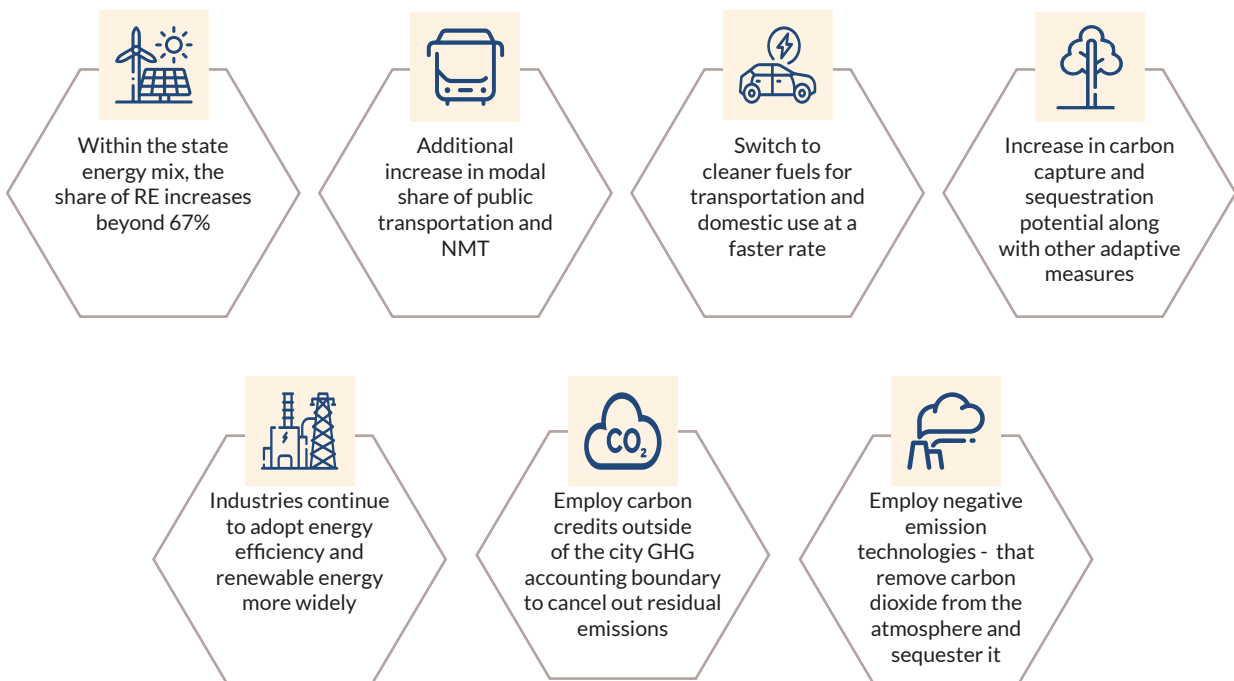 Within the state
energy mix, the
share of RE increases
beyond 67%
Additional
increase in modal
share of public
transportation and
NMT
Switch to
cleaner fuels for
transportation and
domestic use at a
faster rate
Increase in carbon
capture and
sequestration
potential along
with other adaptive
measures
Industries continue
to adopt energy
efficiency and
renewable energy
more widely
CO₂
Employ carbon
credits outside
of the city GHG
accounting boundary
to cancel out residual
emissions
Employ negative
emission
technologies - that
remove carbon
dioxide from the
atmosphere and
sequester it